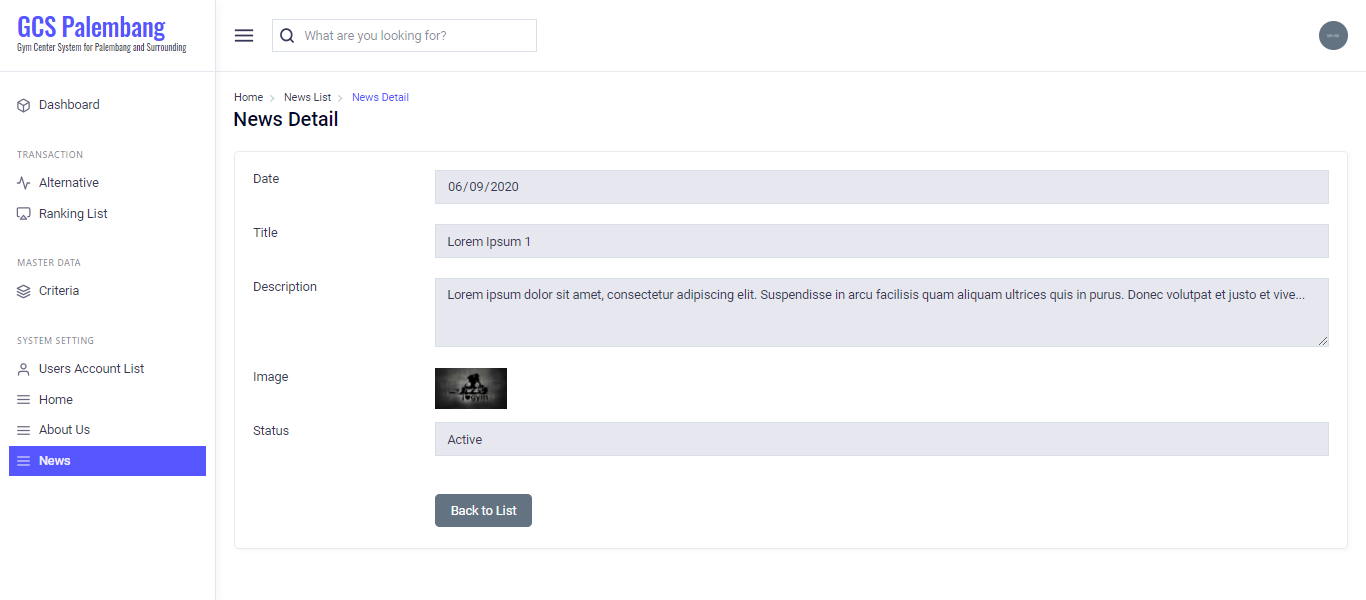 GCS Palembang
Gym Center System for Palembang and Surrounding
What are you looking for?
Dashboard
TRANSACTION
Alternative
Ranking List
MASTER DATA
Criteria
SYSTEM SETTING
Users Account List
Home
About Us
News
Home
News List
News Detail
News Detail
Date
06/09/2020
Title
Lorem Ipsum 1
Description
Lorem ipsum dolor sit amet, consectetur adipiscing elit. Suspendisse in arcu facilisis quam aliquam ultrices quis in purus. Donec volutpat et justo et vive...
Image
Status
Active
Back to List